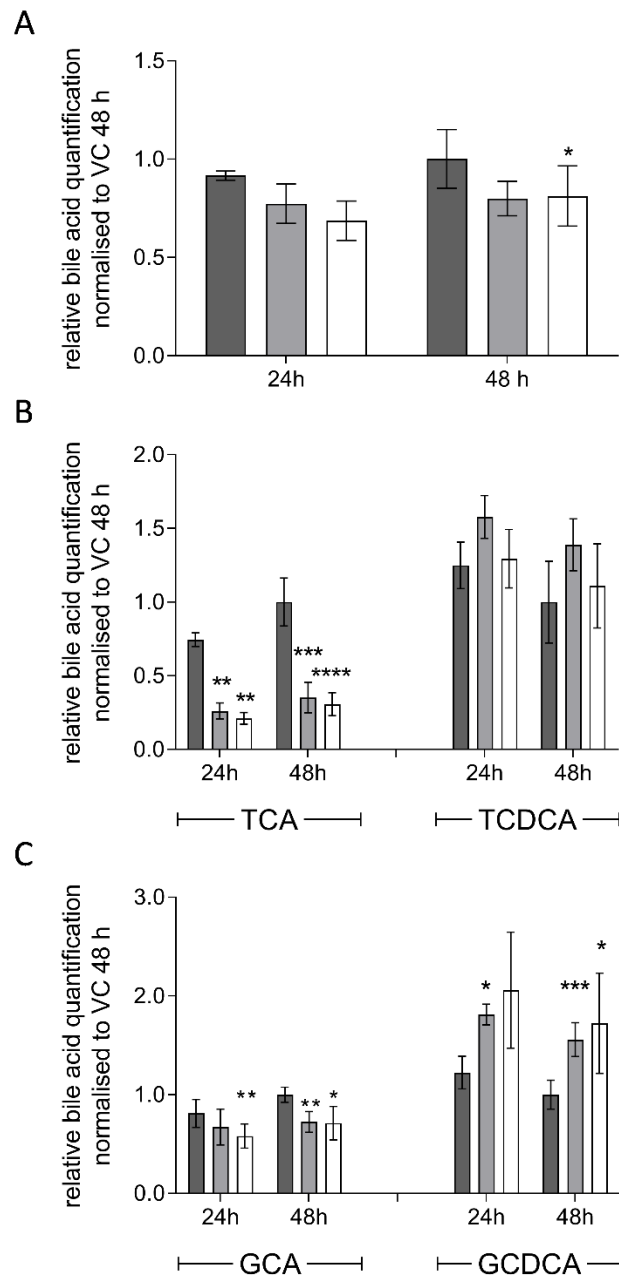 A
relative bile acid quantification
normalised to VC 48 h
1.5
1.0
0.5
0.0
*
24h
48 h
B
relative bile acid quantification
normalised to VC 48 h
2.0
1.5
1.0
0.5
0.0
**
**
***
****
24h
48h
24h
48h
TCA
TCDCA
C
relative bile acid quantification
normalised to VC 48 h
3.0
2.0
1.0
0.0
**
**
*
*
***
*
24h
48h
24h
48h
GCA
GCDCA